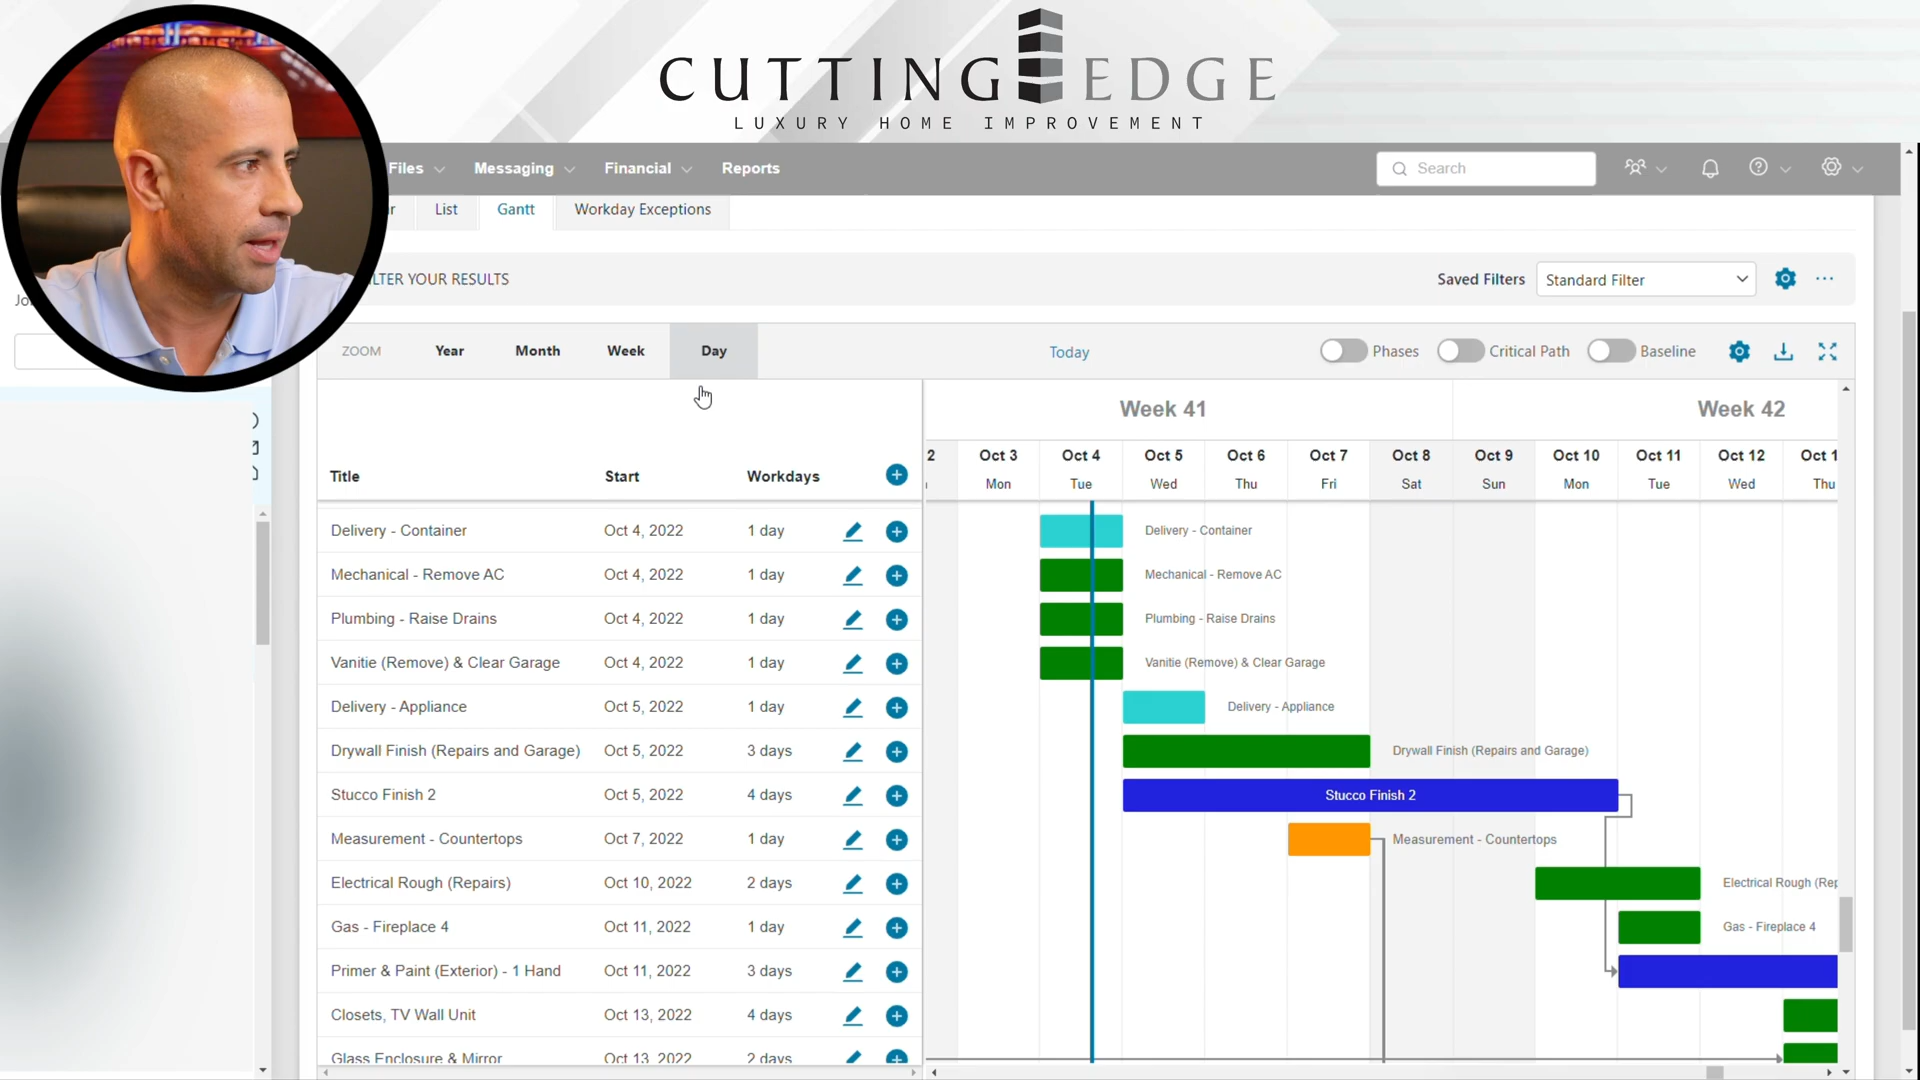 CUTTING EDGE
LUXURY HOME IMPROVEMENT
Files Messaging Financial Reports Search
List Gantt Workday Exceptions
YOUR RESULTS Saved Filters Standard Filter
ZOOM Year Month Week Day Today Phases Critical Path Baseline
Week 41 Week 42
Title Start Workdays
2 Oct 3 Oct 4 Oct 5 Oct 6 Oct 7 Oct 8 Oct 9 Oct 10 Oct 11 Oct 12 Oct 1
Mon Tue Wed Thu Fri Sat Sun Mon Tue Wed Thu
Delivery - Container Oct 4, 2022 1 day Delivery - Container
Mechanical - Remove AC Oct 4, 2022 1 day Mechanical - Remove AC
Plumbing - Raise Drains Oct 4, 2022 1 day Plumbing - Raise Drains
Vanitie (Remove) & Clear Garage Oct 4, 2022 1 day Vanitie (Remove) & Clear Garage
Delivery - Appliance Oct 5, 2022 1 day Delivery - Appliance
Drywall Finish (Repairs and Garage) Oct 5, 2022 3 days Drywall Finish (Repairs and Garage)
Stucco Finish 2 Oct 5, 2022 4 days Stucco Finish 2
Measurement - Countertops Oct 7, 2022 1 day Measurement - Countertops
Electrical Rough (Repairs) Oct 10, 2022 2 days Electrical Rough (Rep
Gas - Fireplace 4 Oct 11, 2022 1 day Gas - Fireplace 4
Primer & Paint (Exterior) - 1 Hand Oct 11, 2022 3 days
Closets, TV Wall Unit Oct 13, 2022 4 days
Glass Enclosure & Mirror Oct 13, 2022 2 days